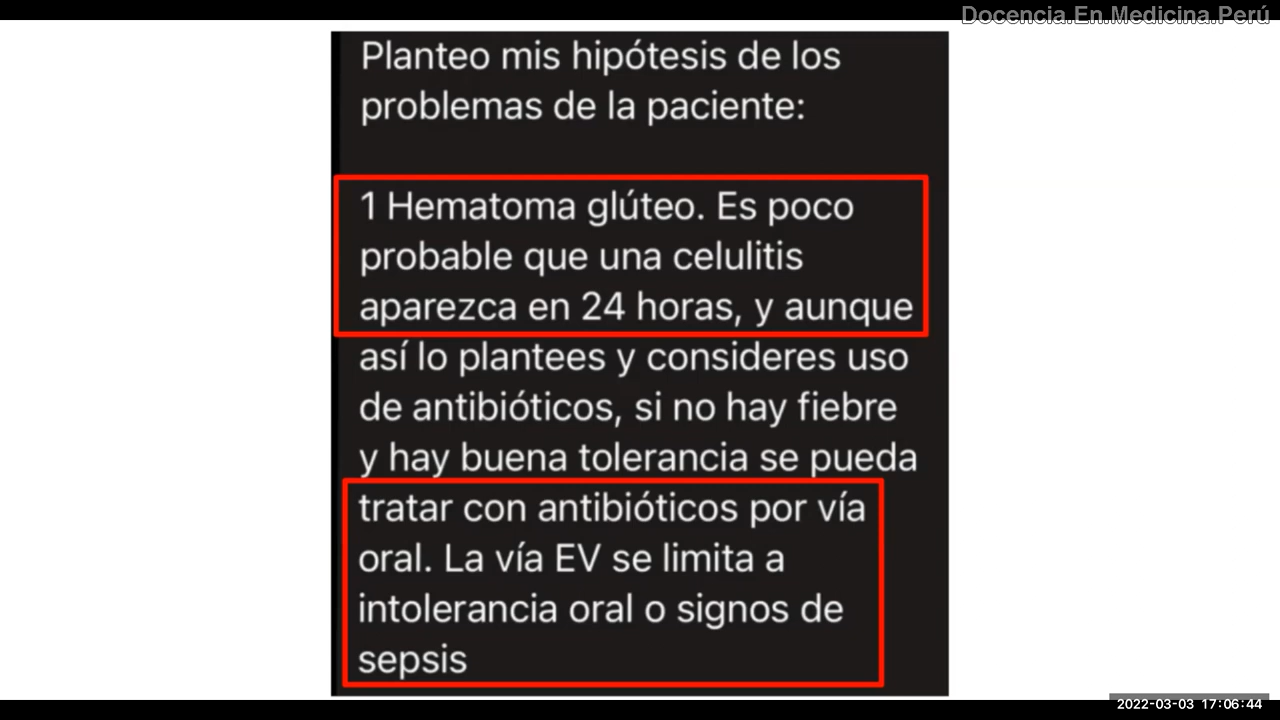 Docencia.En.Medicina.Perú
Planteo mis hipótesis de los
problemas de la paciente:
1 Hematoma glúteo. Es poco
probable que una celulitis
aparezca en 24 horas, y aunque
así lo plantees y consideres uso
de antibióticos, si no hay fiebre
y hay buena tolerancia se pueda
tratar con antibióticos por vía
oral. La vía EV se limita a
intolerancia oral o signos de
sepsis
2022-03-03 17:06:44